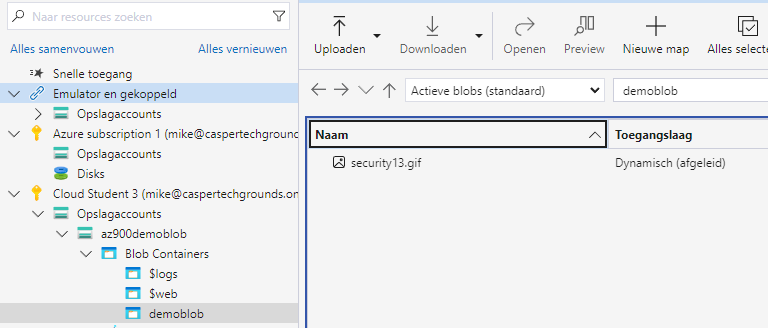 Naar resources zoeken
Alles samenvouwen Alles vernieuwen
Snelle toegang
Emulator en gekoppeld
Opslagaccounts
Azure subscription 1 (mike@caspertechground
Opslagaccounts
Disks
Cloud Student 3 (mike@caspertechgrounds.on
Opslagaccounts
az900demoblob
Blob Containers
$logs
$web
demoblob
Uploaden Downloaden Openen Preview Nieuwe map Alles selecte
Actieve blobs (standaard) demoblob
Naam Toegangslaag
security13.gif Dynamisch (afgeleid)